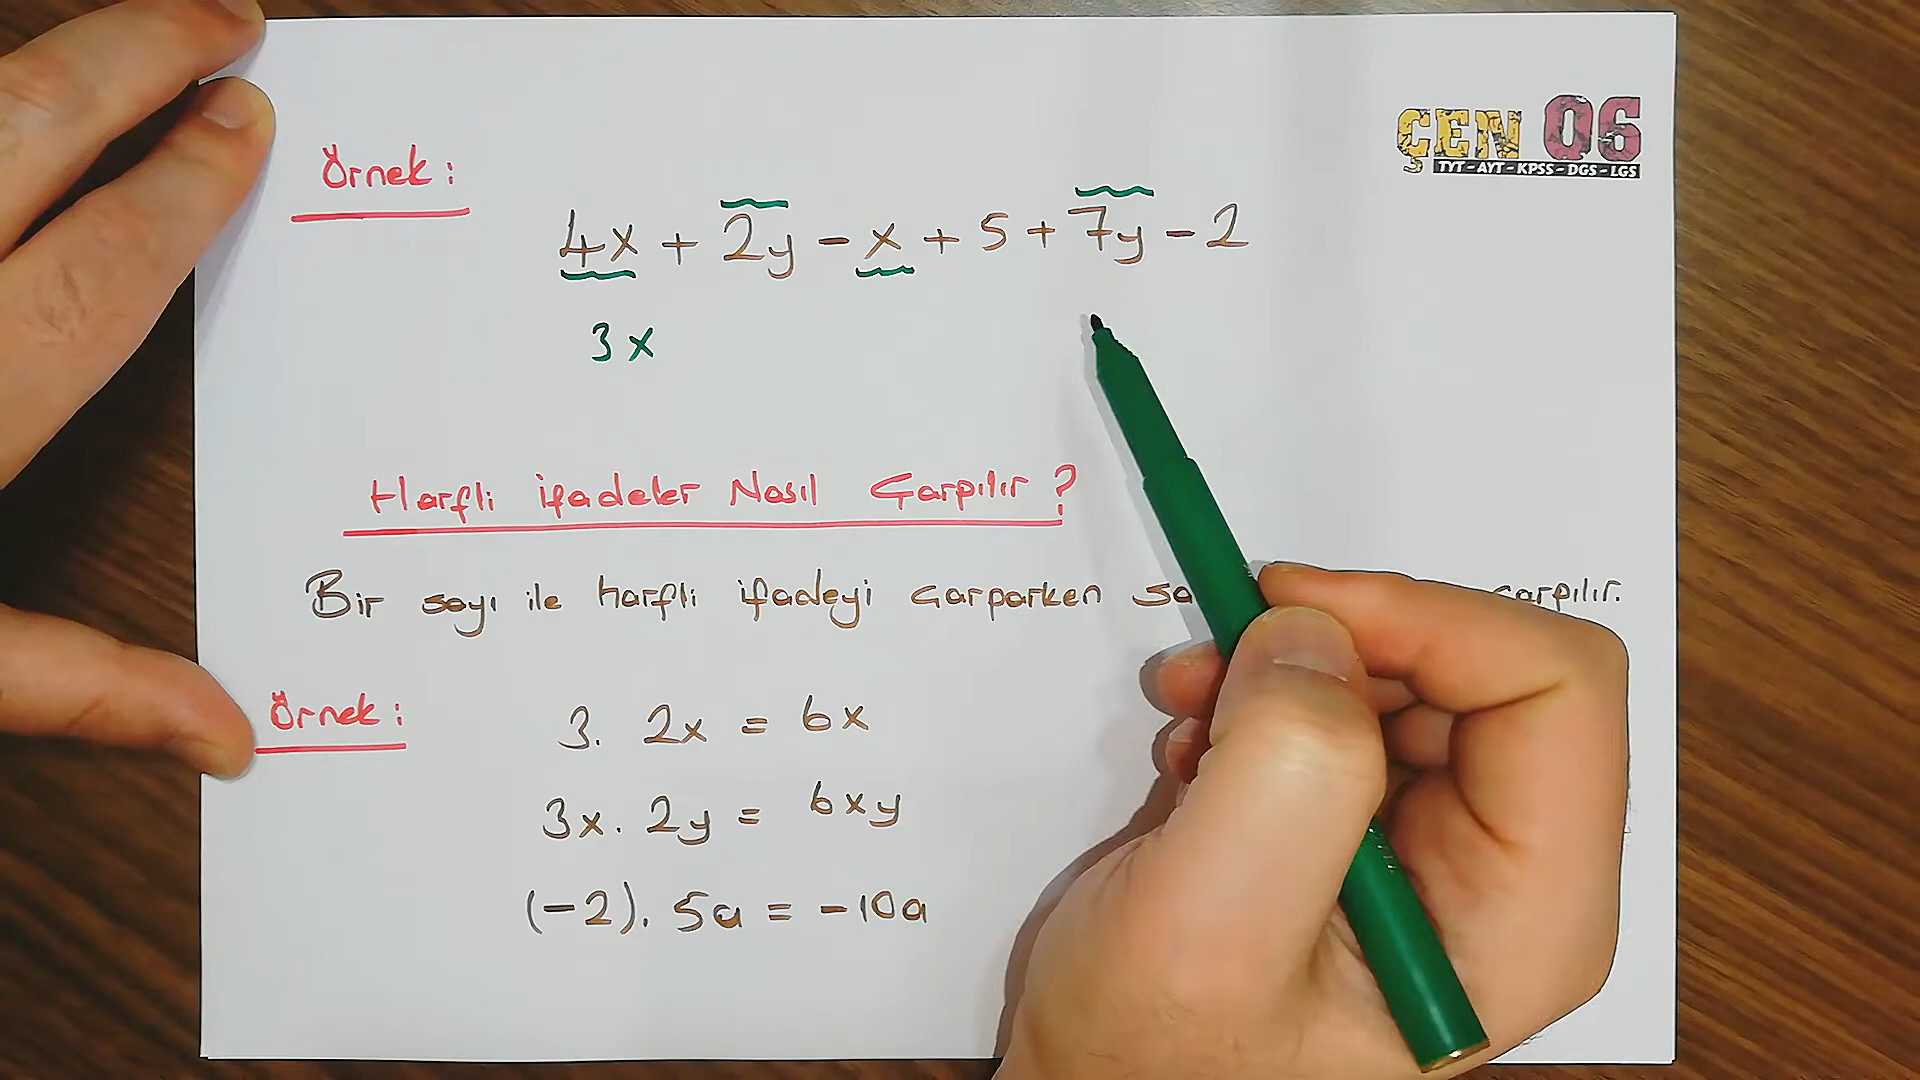 ÇEN 06
TYT - AYT - KPSS - DGS - LGS
Örnek:
4x + 2y - x + 5 + 7y - 2
3x
Harfli ifadeler Nasıl Çarpılır?
Bir sayı ile harfli ifadeyi çarparken çarpılır.
Örnek:
3. 2x = 6x
3x. 2y = 6xy
(-2). 5a = -10a